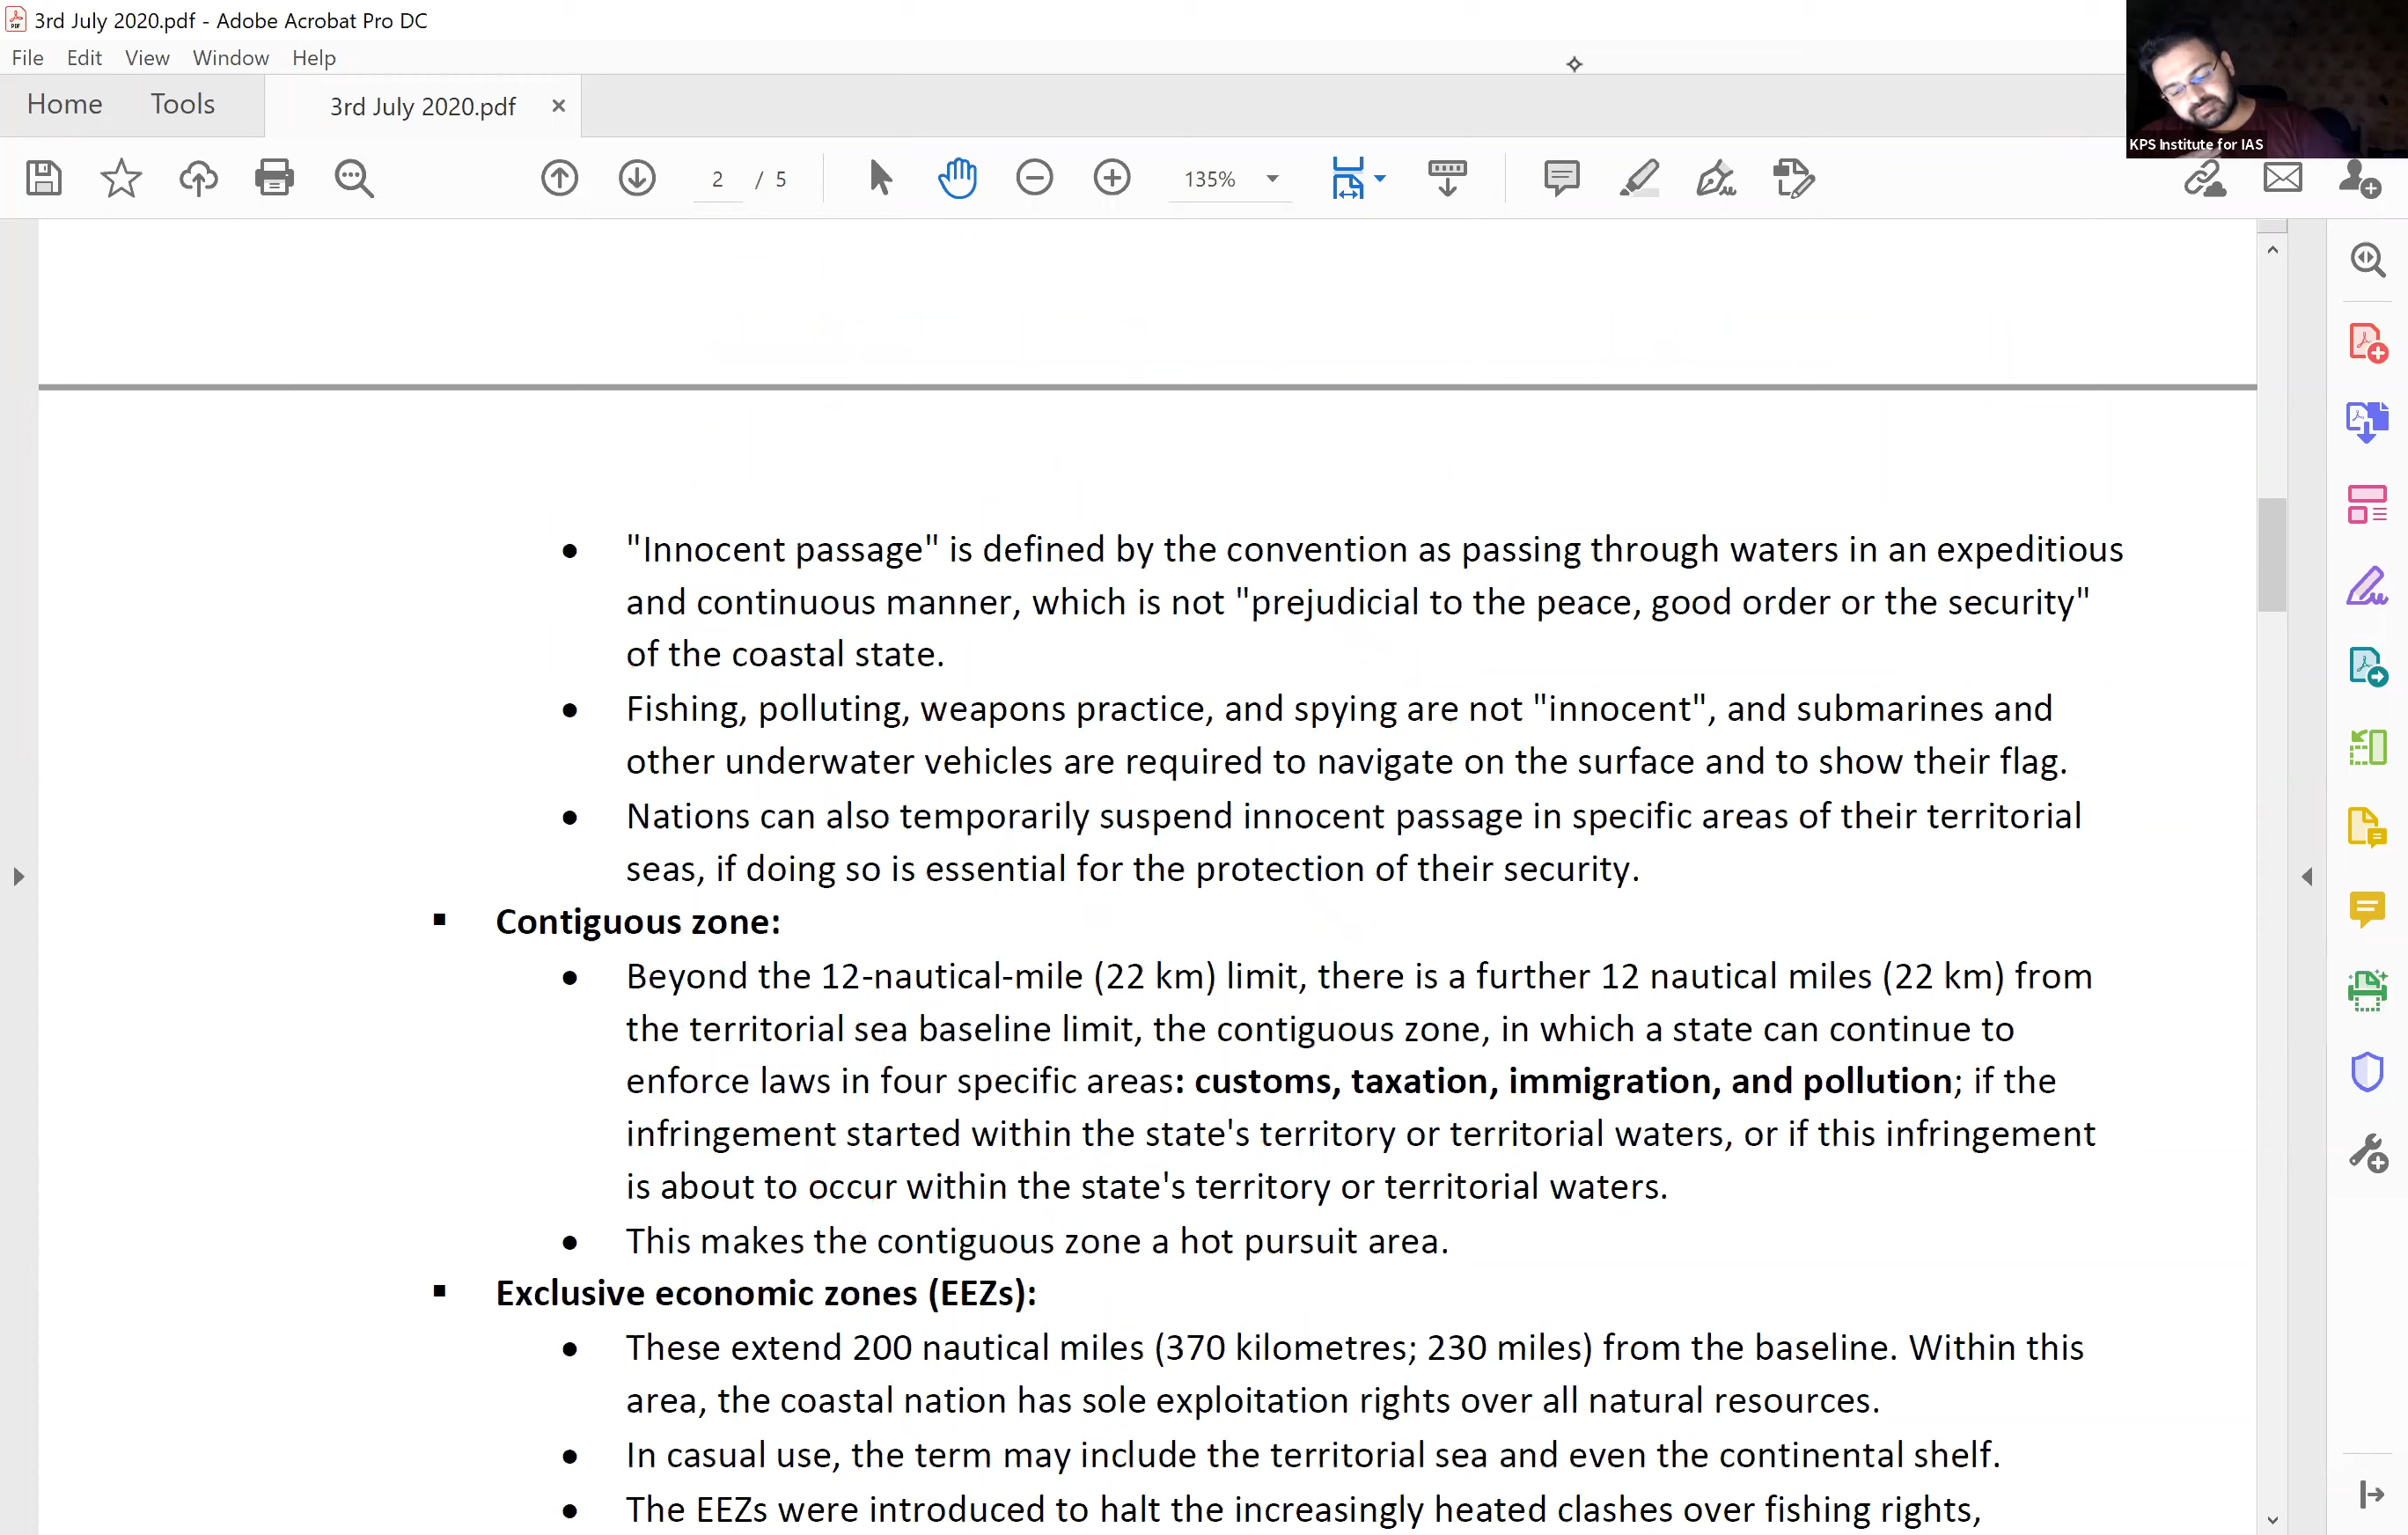 3rd July 2020.pdf - Adobe Acrobat Pro DC
File Edit View Window Help
Home Tools 3rd July 2020.pdf ×
KPS Institute for IAS
2 / 5 135%
• "Innocent passage" is defined by the convention as passing through waters in an expeditious
and continuous manner, which is not "prejudicial to the peace, good order or the security"
of the coastal state.
• Fishing, polluting, weapons practice, and spying are not "innocent", and submarines and
other underwater vehicles are required to navigate on the surface and to show their flag.
• Nations can also temporarily suspend innocent passage in specific areas of their territorial
seas, if doing so is essential for the protection of their security.
▪ Contiguous zone:
• Beyond the 12-nautical-mile (22 km) limit, there is a further 12 nautical miles (22 km) from
the territorial sea baseline limit, the contiguous zone, in which a state can continue to
enforce laws in four specific areas: customs, taxation, immigration, and pollution; if the
infringement started within the state's territory or territorial waters, or if this infringement
is about to occur within the state's territory or territorial waters.
• This makes the contiguous zone a hot pursuit area.
▪ Exclusive economic zones (EEZs):
• These extend 200 nautical miles (370 kilometres; 230 miles) from the baseline. Within this
area, the coastal nation has sole exploitation rights over all natural resources.
• In casual use, the term may include the territorial sea and even the continental shelf.
• The EEZs were introduced to halt the increasingly heated clashes over fishing rights,